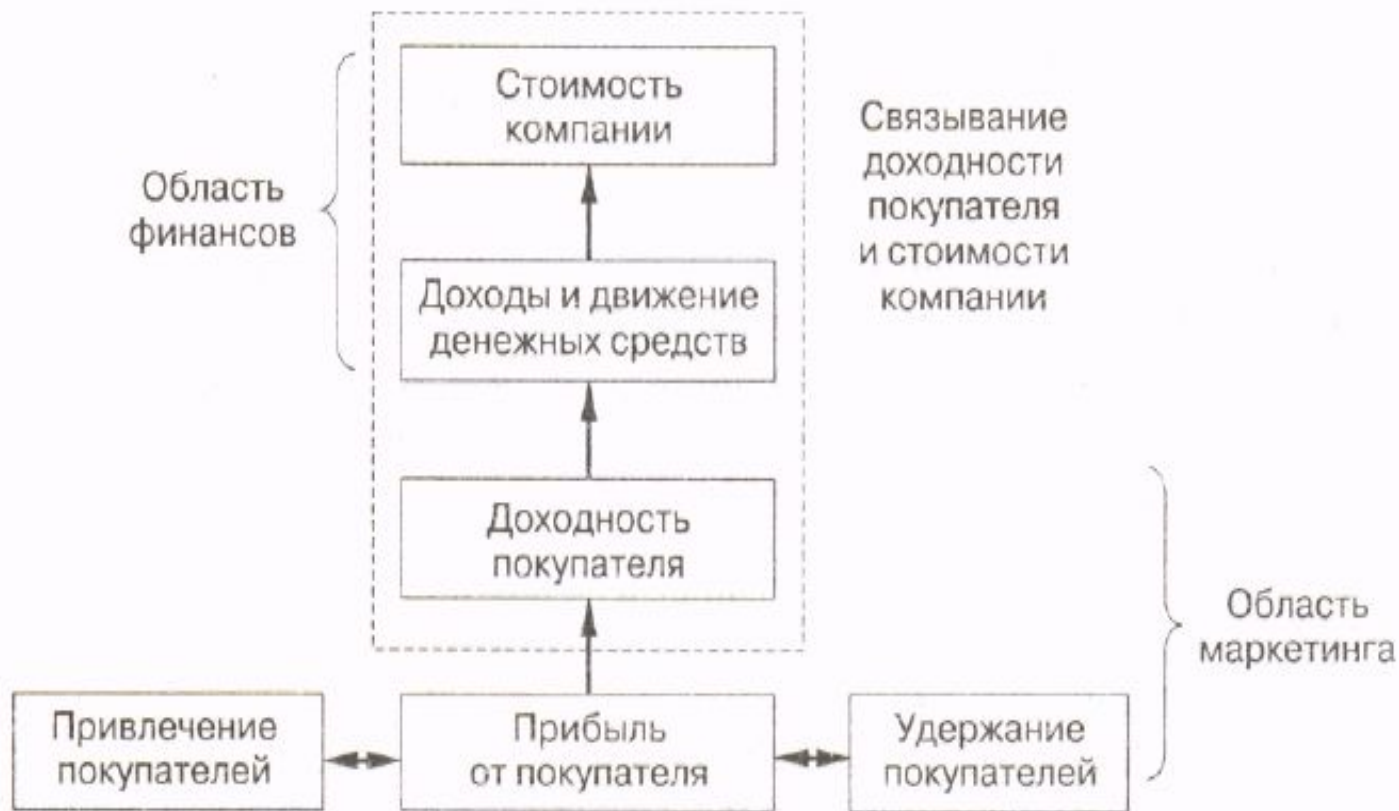 Стоимость
компании
Связывание
доходности
покупателя
и стоимости
компании
Область
финансов
Доходы и движение
денежных средств
Доходность
покупателя
Область
маркетинга
Привлечение
покупателей
Прибыль
от покупателя
Удержание
покупателей